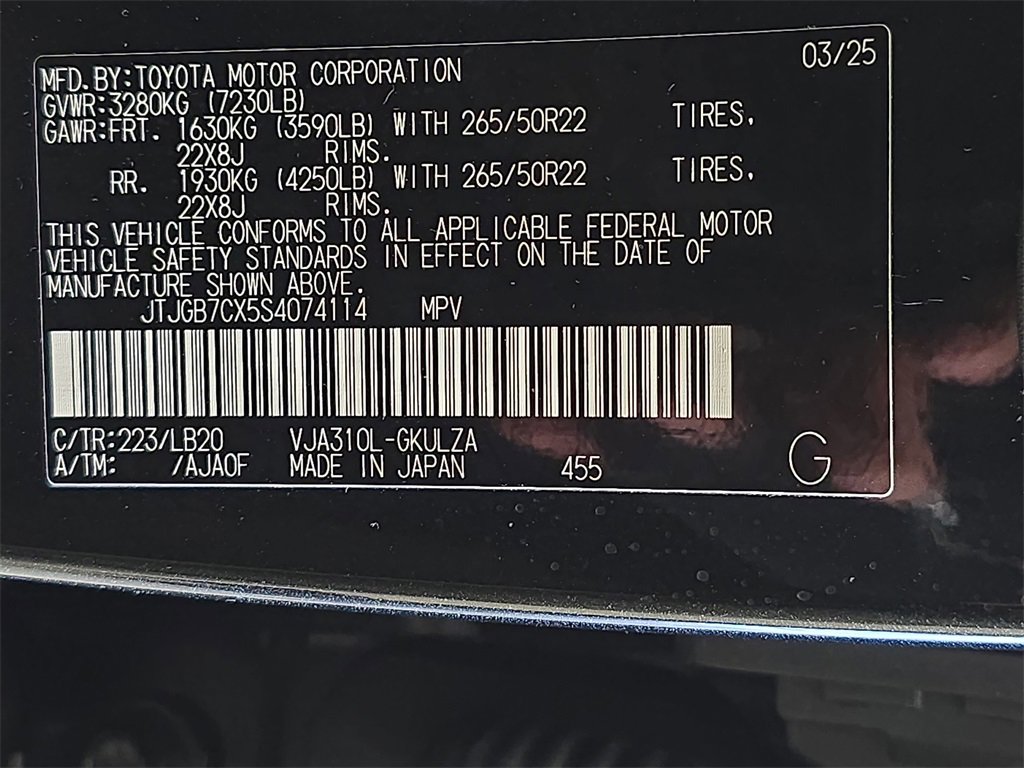 03/25
MFD.BY:TOYOTA MOTOR CORPORATION
GVWR:3280KG (7230LB)
GAWR:FRT. 1630KG (3590LB) WITH 265/50R22 TIRES,
22X8J RIMS.
RR. 1930KG (4250LB) WITH 265/50R22 TIRES,
22X8J RIMS.
THIS VEHICLE CONFORMS TO ALL APPLICABLE FEDERAL MOTOR
VEHICLE SAFETY STANDARDS IN EFFECT ON THE DATE OF
MANUFACTURE SHOWN ABOVE.
JTJGB7CX5S4074114 MPV
C/TR:223/LB20 VJA310L-GKULZA
A/TM: /AJA0F MADE IN JAPAN 455 G